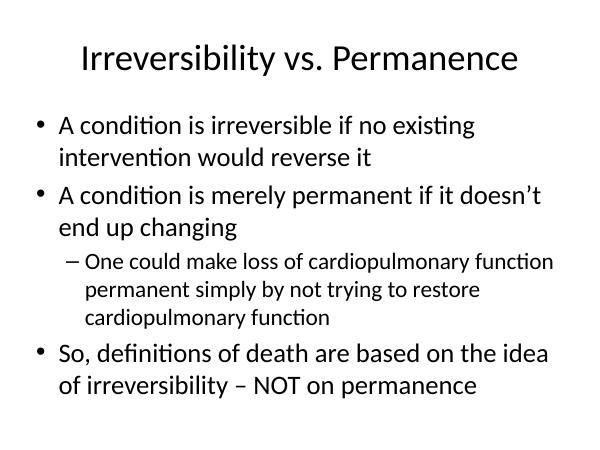 Irreversibility vs. Permanence
• A condition is irreversible if no existing
intervention would reverse it
• A condition is merely permanent if it doesn’t
end up changing
– One could make loss of cardiopulmonary function
permanent simply by not trying to restore
cardiopulmonary function
• So, definitions of death are based on the idea
of irreversibility – NOT on permanence